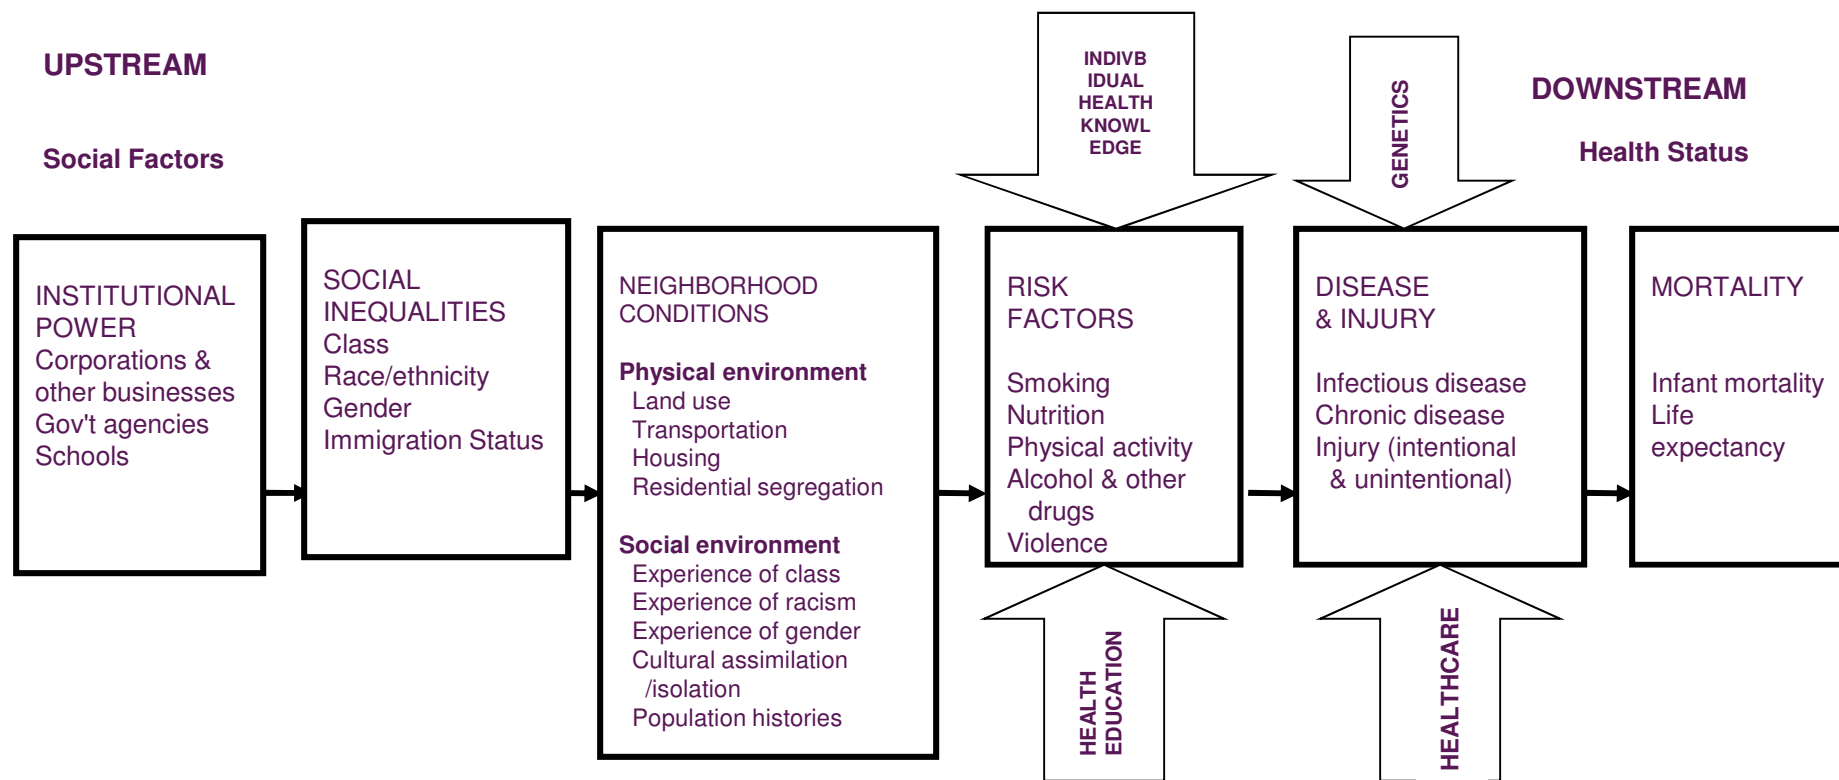 UPSTREAM
Social Factors
INDIVB
IDUAL
HEALTH
KNOWL
EDGE
GENETICS
DOWNSTREAM
Health Status
INSTITUTIONAL
POWER
Corporations &
other businesses
Gov't agencies
Schools
SOCIAL
INEQUALITIES
Class
Race/ethnicity
Gender
Immigration Status
NEIGHBORHOOD
CONDITIONS
Physical environment
Land use
Transportation
Housing
Residential segregation
Social environment
Experience of class
Experience of racism
Experience of gender
Cultural assimilation
/isolation
Population histories
RISK
FACTORS
Smoking
Nutrition
Physical activity
Alcohol & other
drugs
Violence
DISEASE
& INJURY
Infectious disease
Chronic disease
Injury (intentional
& unintentional)
MORTALITY
Infant mortality
Life
expectancy
HEALTH
EDUCATION
HEALTHCARE